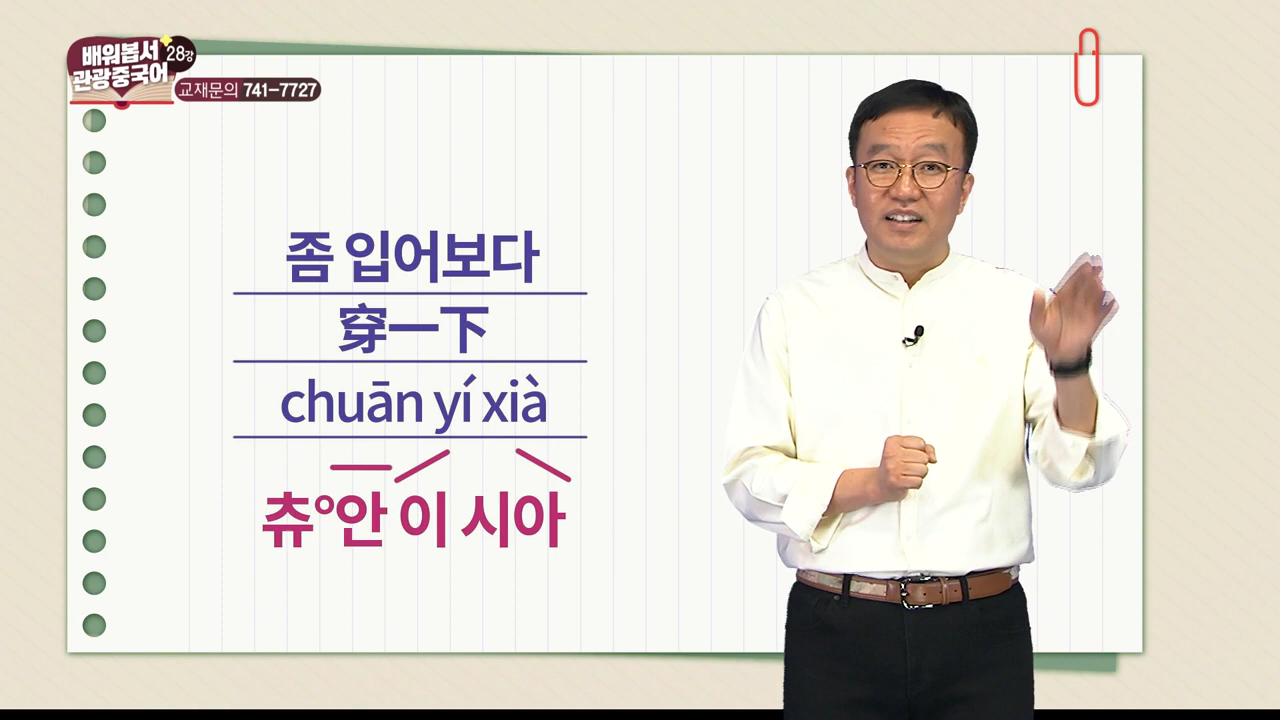 배워봅서 28강
관광중국어
교재문의 741-7727
좀 입어보다
穿一下
chuān yí xià
츄°안 이 시아